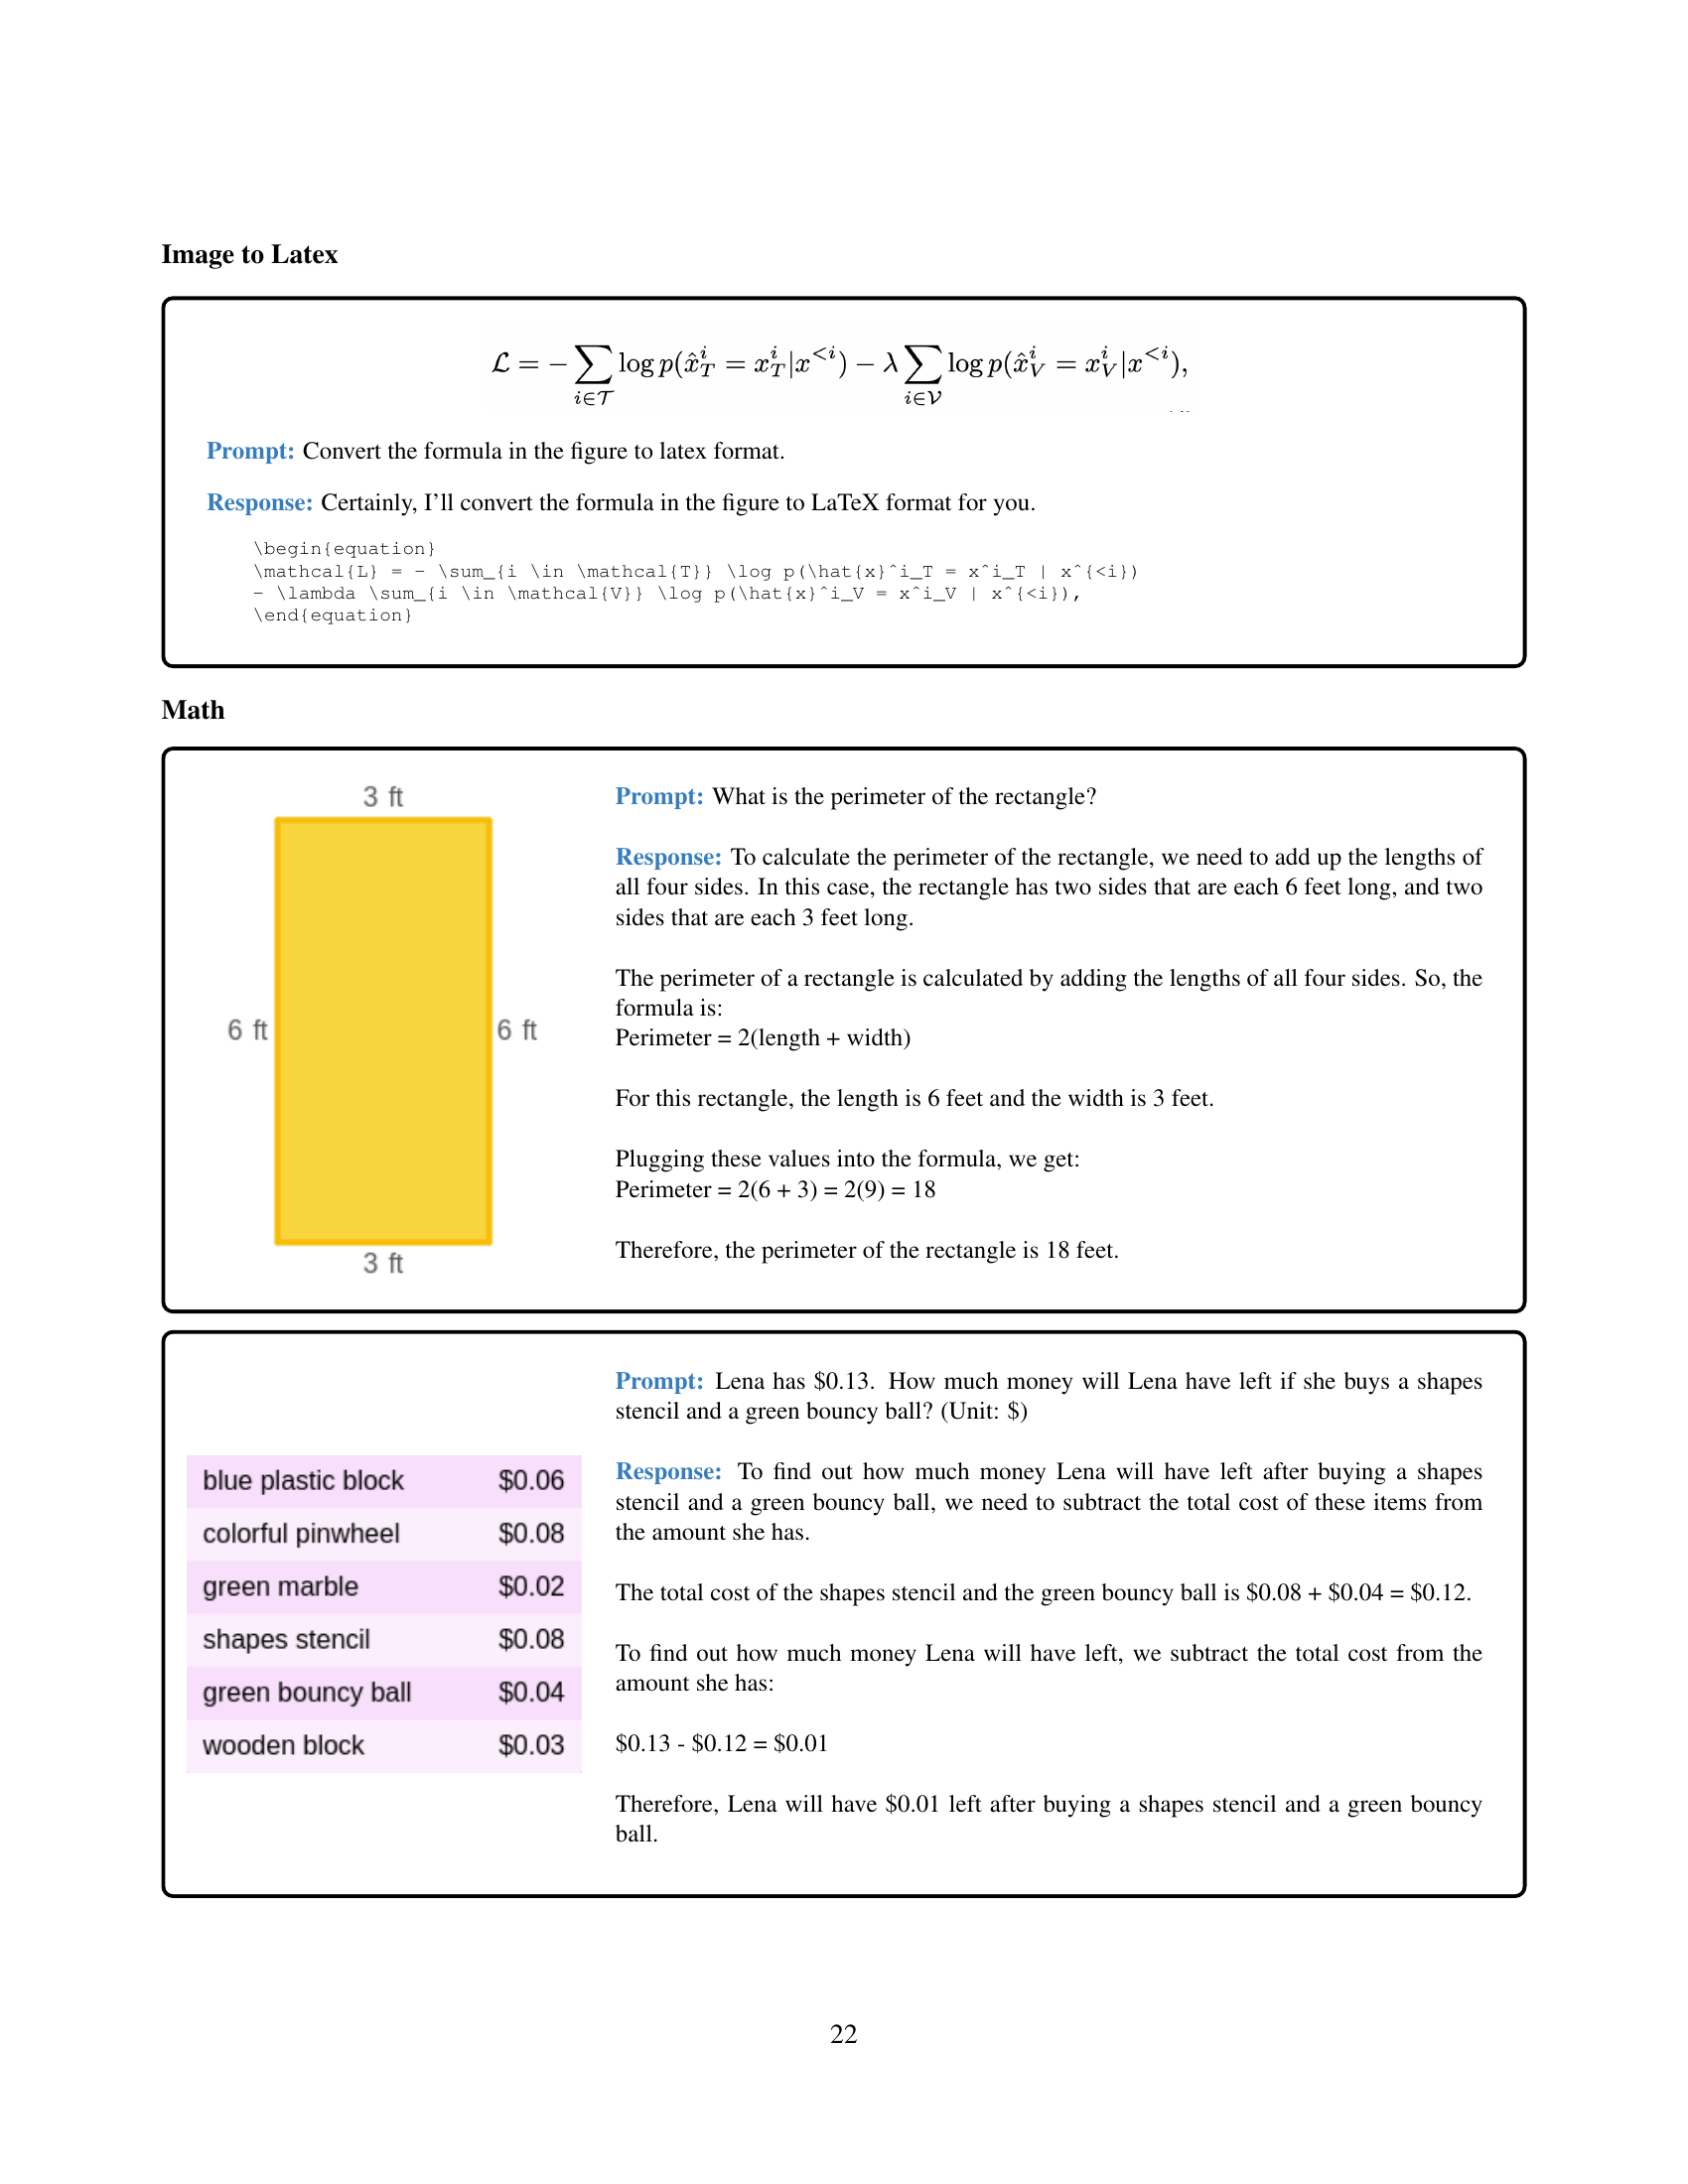 Image to Latex
ℒ = − ∑_{i∈𝒯} log p(x̂^i_T = x^i_T|x^{<i}) − λ ∑_{i∈𝒱} log p(x̂^i_V = x^i_V|x^{<i}),
Prompt: Convert the formula in the figure to latex format.
Response: Certainly, I’ll convert the formula in the figure to LaTeX format for you.
\begin{equation}
\mathcal{L} = - \sum_{i \in \mathcal{T}} \log p(\hat{x}^i_T = x^i_T | x^{<i})
- \lambda \sum_{i \in \mathcal{V}} \log p(\hat{x}^i_V = x^i_V | x^{<i}),
\end{equation}
Math
3 ft
6 ft
6 ft
3 ft
Prompt: What is the perimeter of the rectangle?
Response: To calculate the perimeter of the rectangle, we need to add up the lengths of
all four sides. In this case, the rectangle has two sides that are each 6 feet long, and two
sides that are each 3 feet long.
The perimeter of a rectangle is calculated by adding the lengths of all four sides. So, the
formula is:
Perimeter = 2(length + width)
For this rectangle, the length is 6 feet and the width is 3 feet.
Plugging these values into the formula, we get:
Perimeter = 2(6 + 3) = 2(9) = 18
Therefore, the perimeter of the rectangle is 18 feet.
blue plastic block $0.06
colorful pinwheel $0.08
green marble $0.02
shapes stencil $0.08
green bouncy ball $0.04
wooden block $0.03
Prompt: Lena has $0.13. How much money will Lena have left if she buys a shapes
stencil and a green bouncy ball? (Unit: $)
Response: To find out how much money Lena will have left after buying a shapes
stencil and a green bouncy ball, we need to subtract the total cost of these items from
the amount she has.
The total cost of the shapes stencil and the green bouncy ball is $0.08 + $0.04 = $0.12.
To find out how much money Lena will have left, we subtract the total cost from the
amount she has:
$0.13 - $0.12 = $0.01
Therefore, Lena will have $0.01 left after buying a shapes stencil and a green bouncy
ball.
22